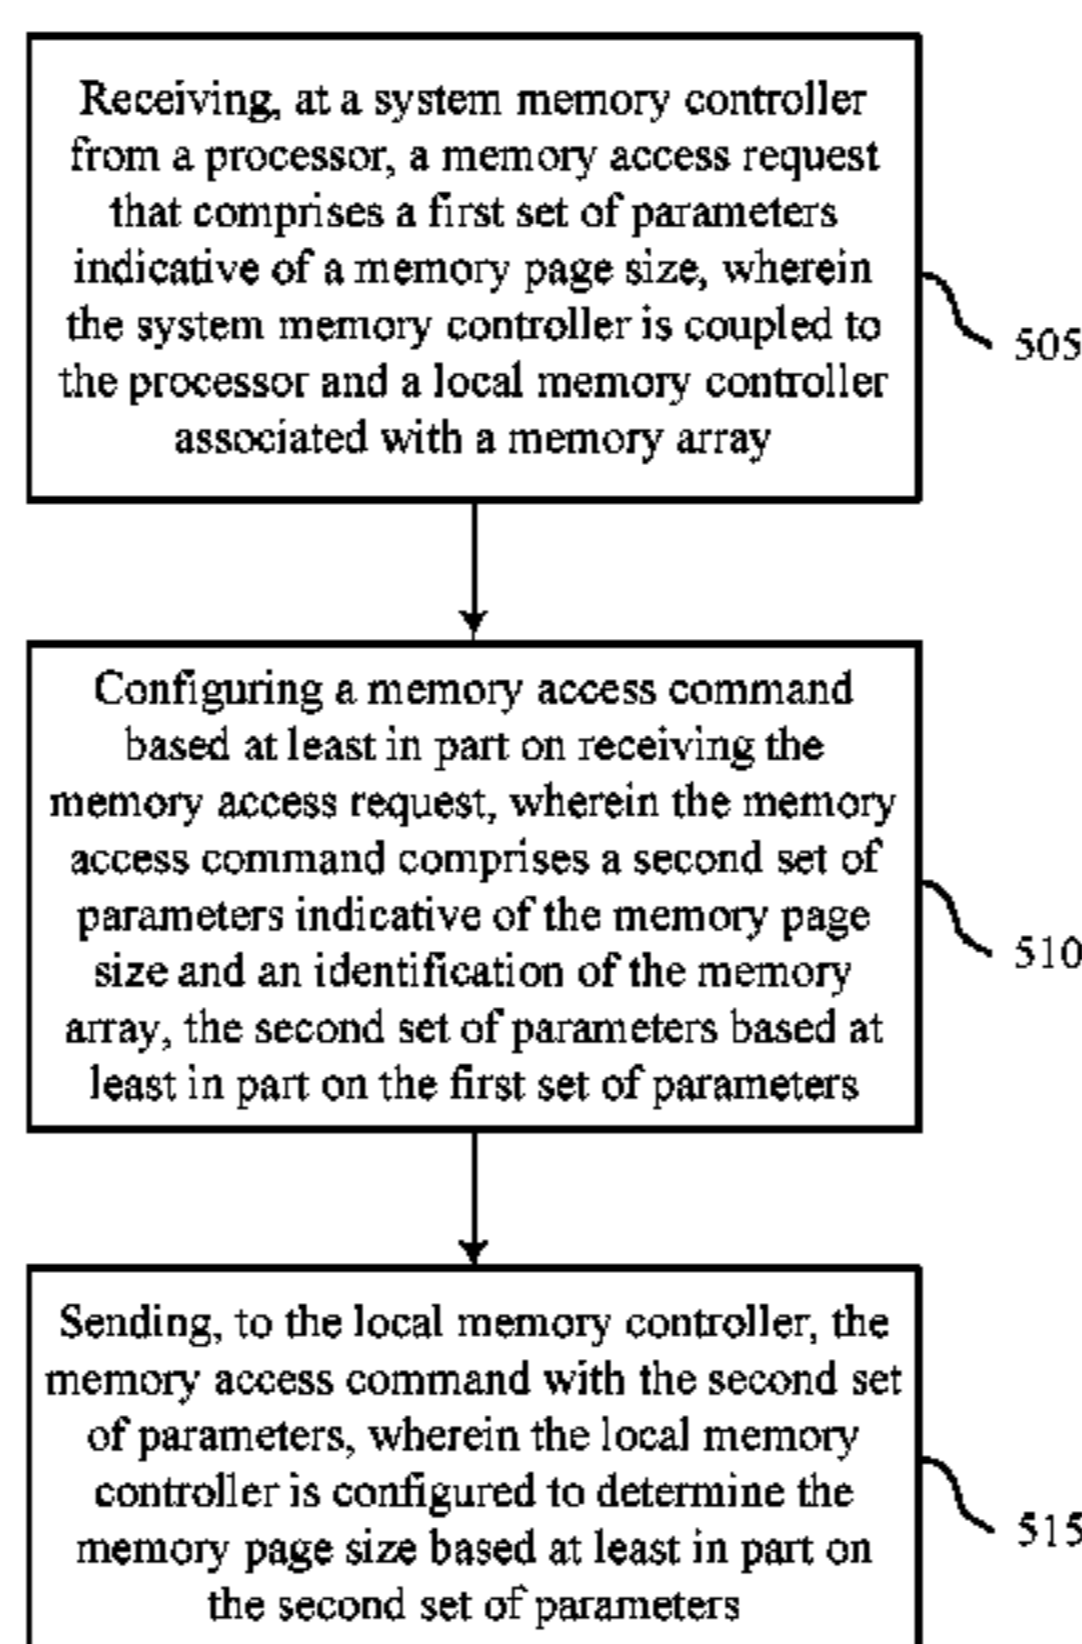 Receiving, at a system memory controller
from a processor, a memory access request
that comprises a first set of parameters
indicative of a memory page size, wherein
the system memory controller is coupled to
the processor and a local memory controller
associated with a memory array
505
Configuring a memory access command
based at least in part on receiving the
memory access request, wherein the memory
access command comprises a second set of
parameters indicative of the memory page
size and an identification of the memory
array, the second set of parameters based at
least in part on the first set of parameters
510
Sending, to the local memory controller, the
memory access command with the second set
of parameters, wherein the local memory
controller is configured to determine the
memory page size based at least in part on
the second set of parameters
515